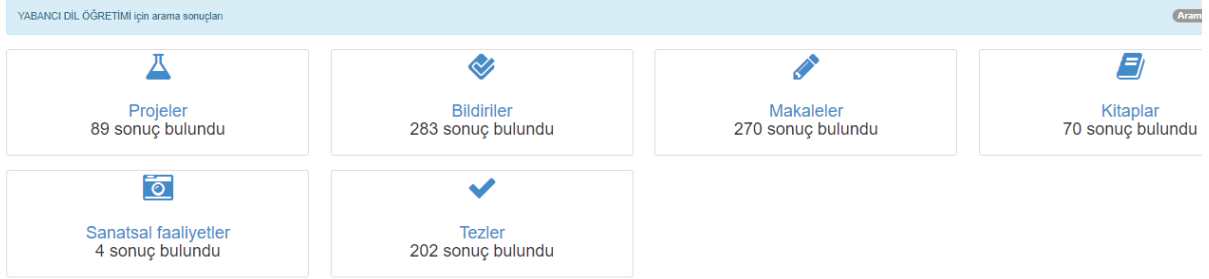 YABANCI DİL ÖĞRETİMİ için arama sonuçları
Projeler
89 sonuç bulundu
Bildiriler
283 sonuç bulundu
Makaleler
270 sonuç bulundu
Kitaplar
70 sonuç bulundu
Sanatsal faaliyetler
4 sonuç bulundu
Tezler
202 sonuç bulundu